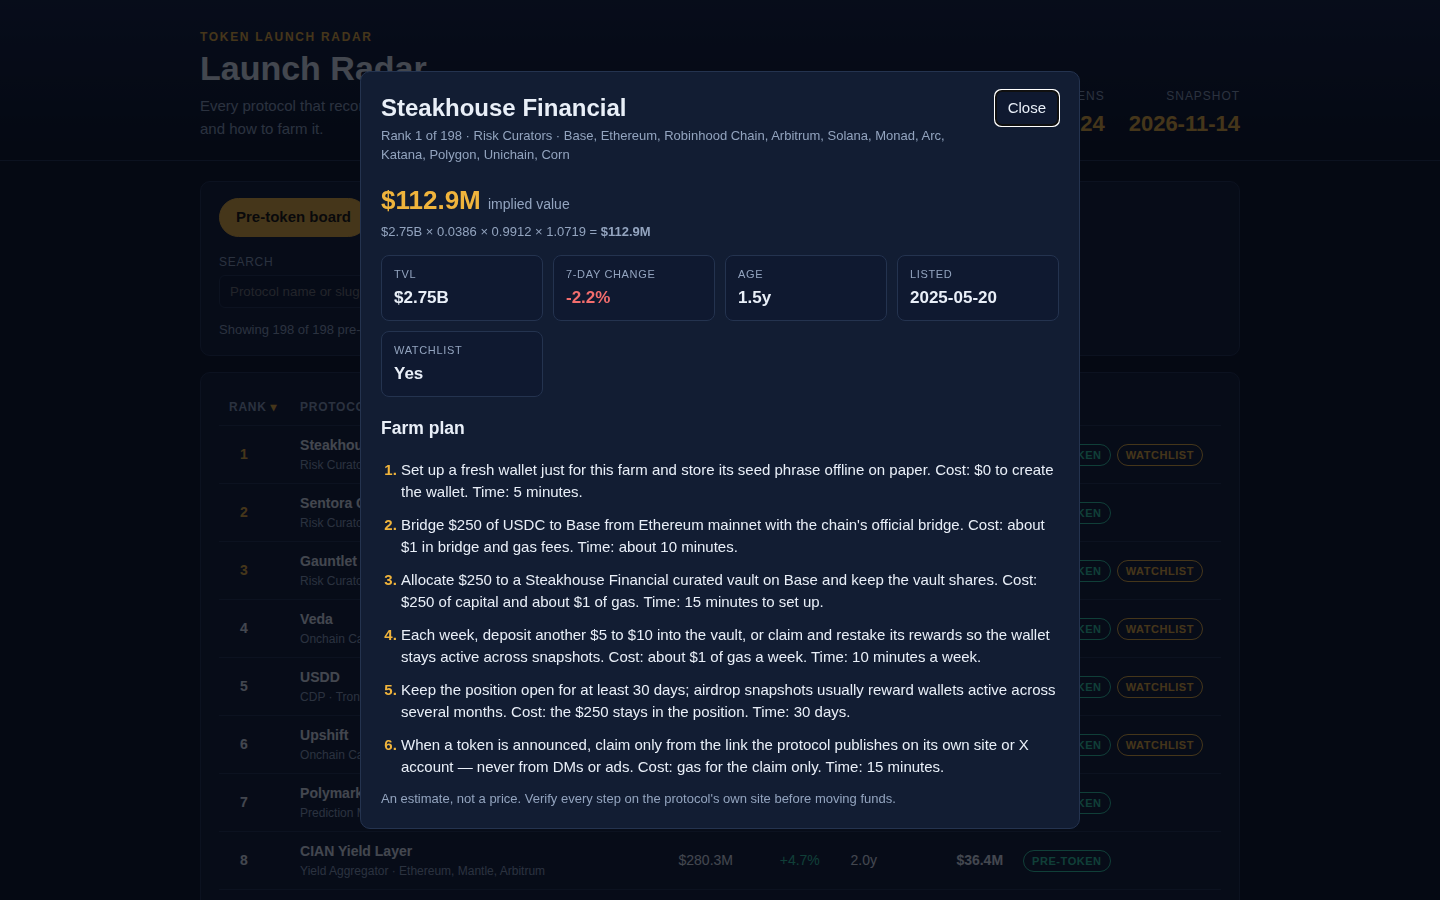 TOKEN LAUNCH RADAR
Launch Radar
Every protocol that
and how to farm it.
SNAPSHOT
24
2026-11-14
Steakhouse Financial
Close
Rank 1 of 198 · Risk Curators · Base, Ethereum, Robinhood Chain, Arbitrum, Solana, Monad, Arc,
Katana, Polygon, Unichain, Corn
$112.9M implied value
$2.75B × 0.0386 × 0.9912 × 1.0719 = $112.9M
TVL
$2.75B
7-DAY CHANGE
-2.2%
AGE
1.5y
LISTED
2025-05-20
WATCHLIST
Yes
Farm plan
1. Set up a fresh wallet just for this farm and store its seed phrase offline on paper. Cost: $0 to create
the wallet. Time: 5 minutes.
2. Bridge $250 of USDC to Base from Ethereum mainnet with the chain's official bridge. Cost: about
$1 in bridge and gas fees. Time: about 10 minutes.
3. Allocate $250 to a Steakhouse Financial curated vault on Base and keep the vault shares. Cost:
$250 of capital and about $1 of gas. Time: 15 minutes to set up.
4. Each week, deposit another $5 to $10 into the vault, or claim and restake its rewards so the wallet
stays active across snapshots. Cost: about $1 of gas a week. Time: 10 minutes a week.
5. Keep the position open for at least 30 days; airdrop snapshots usually reward wallets active across
several months. Cost: the $250 stays in the position. Time: 30 days.
6. When a token is announced, claim only from the link the protocol publishes on its own site or X
account — never from DMs or ads. Cost: gas for the claim only. Time: 15 minutes.
An estimate, not a price. Verify every step on the protocol's own site before moving funds.
Pre-token board
SEARCH
Protocol name or slug
Showing 198 of 198 pre-
RANK ▾
1
Risk
WATCHLIST
2
Sentora
Risk
3
Gauntlet
Risk
WATCHLIST
4
Veda
Onchain
WATCHLIST
5
USDD
CDP · Tron
WATCHLIST
6
Upshift
Onchain
WATCHLIST
7
8
CIAN Yield Layer
Yield Aggregator · Ethereum, Mantle, Arbitrum
$280.3M
+4.7%
2.0y
$36.4M
PRE-TOKEN